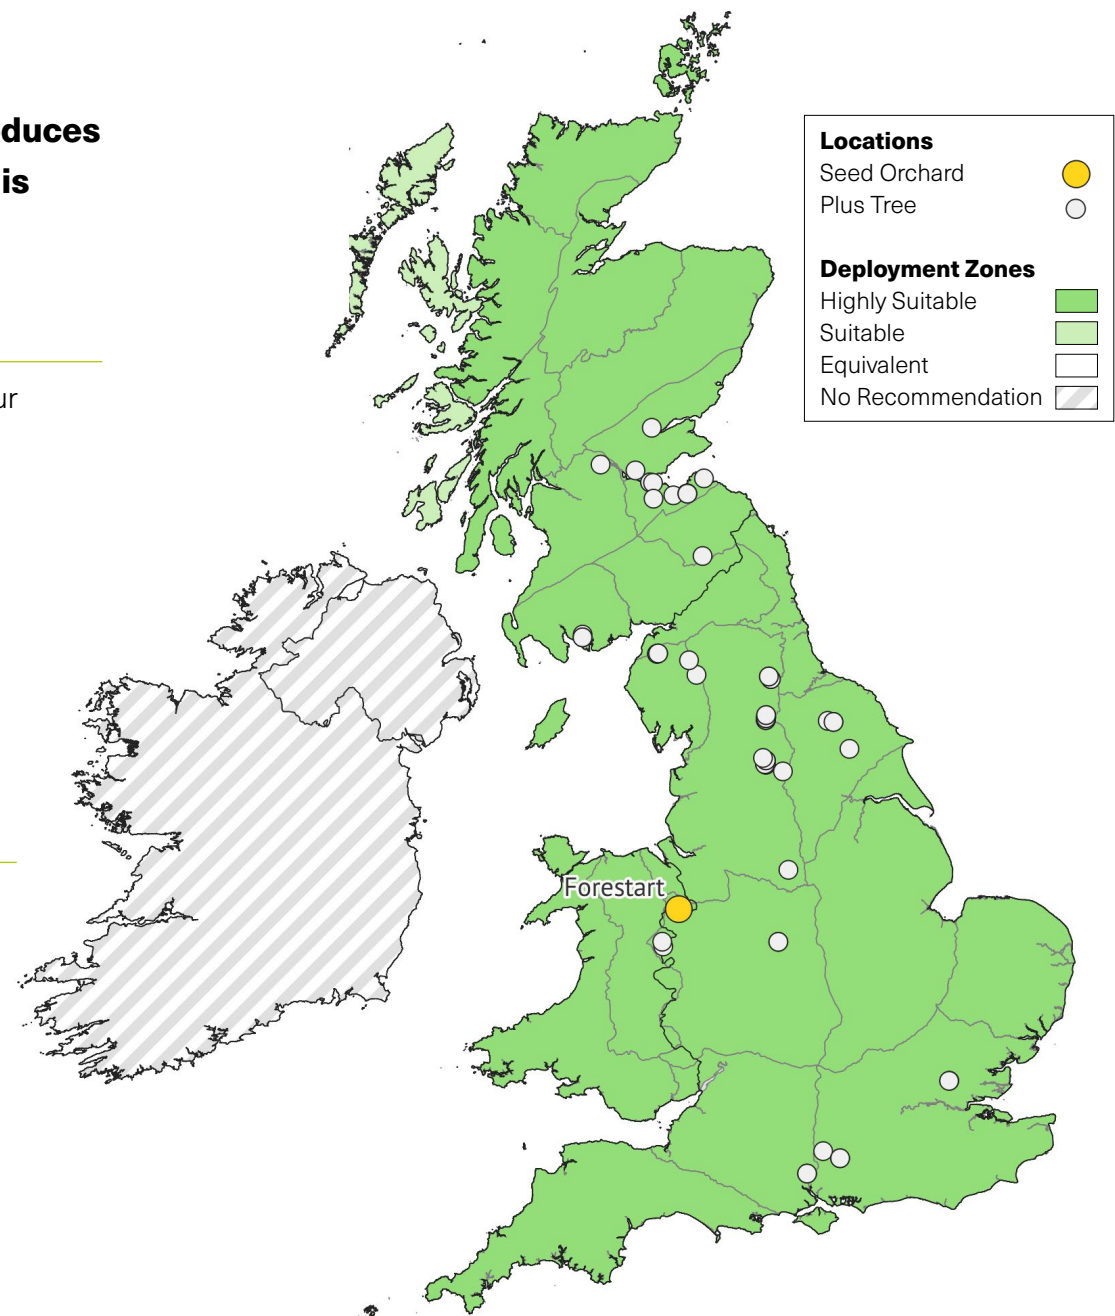 duces
is
ur
Locations
Seed Orchard
Plus Tree
Deployment Zones
Highly Suitable
Suitable
Equivalent
No Recommendation
Forestart